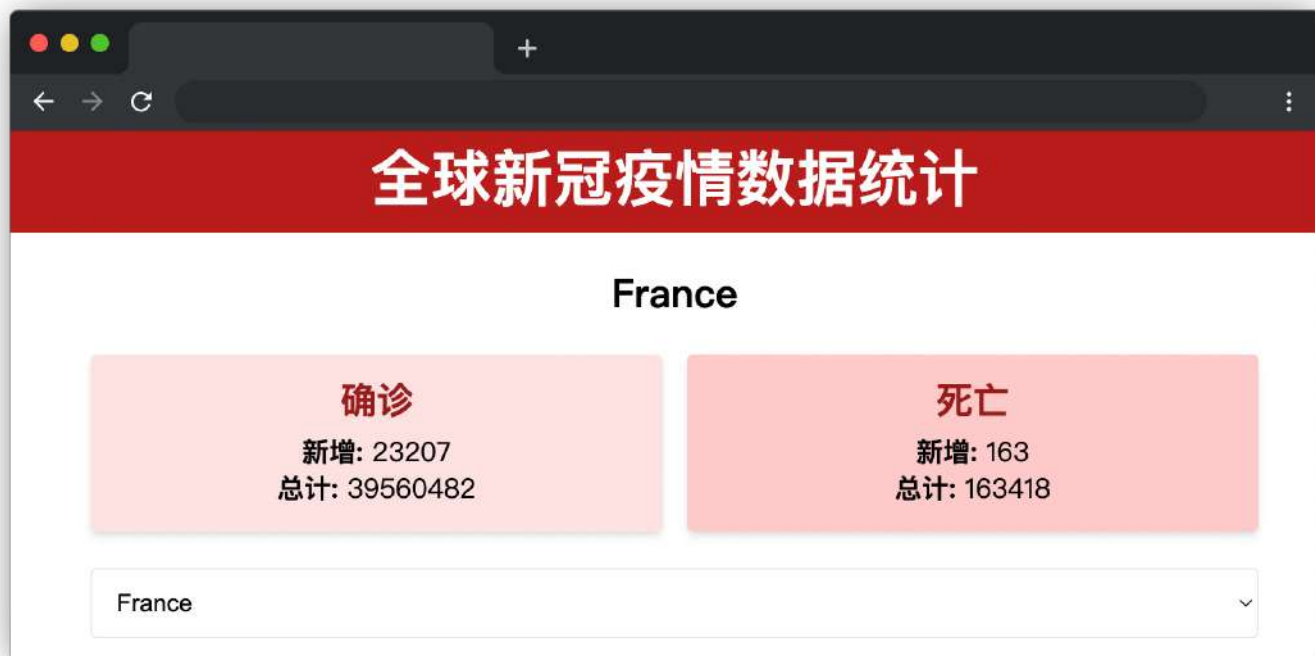 全球新冠疫情数据统计
France
确诊
新增: 23207
总计: 39560482
死亡
新增: 163
总计: 163418
France